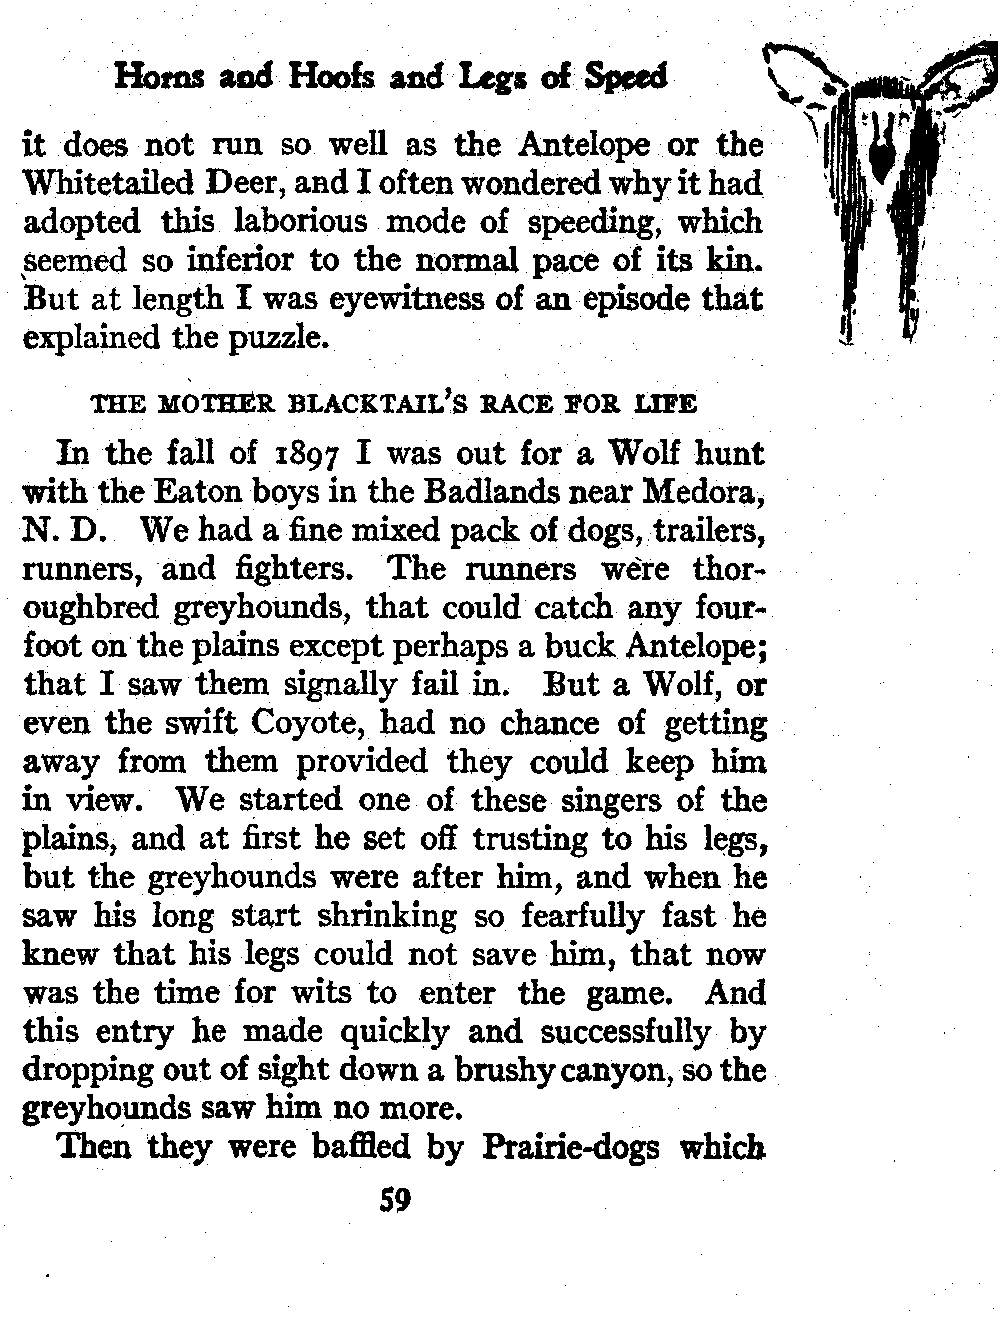 Horns and Hoofs and Legs of Speed
it does not run so well as the Antelope or the
Whitetailed Deer, and I often wondered why it had
adopted this laborious mode of speeding, which
seemed so inferior to the normal pace of its kin.
But at length I was eyewitness of an episode that
explained the puzzle.
THE MOTHER BLACKTAIL'S RACE FOR LIFE
In the fall of 1897 I was out for a Wolf hunt
with the Eaton boys in the Badlands near Medora,
N. D. We had a fine mixed pack of dogs, trailers,
runners, and fighters. The runners were thor-
oughbred greyhounds, that could catch any four-
foot on the plains except perhaps a buck Antelope;
that I saw them signally fail in. But a Wolf, or
even the swift Coyote, had no chance of getting
away from them provided they could keep him
in view. We started one of these singers of the
plains, and at first he set off trusting to his legs,
but the greyhounds were after him, and when he
saw his long start shrinking so fearfully fast he
knew that his legs could not save him, that now
was the time for wits to enter the game. And
this entry he made quickly and successfully by
dropping out of sight down a brushy canyon, so the
greyhounds saw him no more.
Then they were baffled by Prairie-dogs which
59